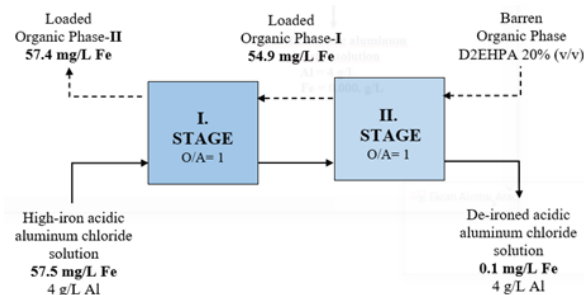 Loaded
Organic Phase-II
57.4 mg/L Fe
Loaded
Organic Phase-I
54.9 mg/L Fe
Barren
Organic Phase
D2EHPA 20% (v/v)
I.
STAGE
O/A= 1
II.
STAGE
O/A= 1
High-iron acidic
aluminum chloride
solution
57.5 mg/L Fe
4 g/L Al
De-ironed acidic
aluminum chloride
solution
0.1 mg/L Fe
4 g/L Al